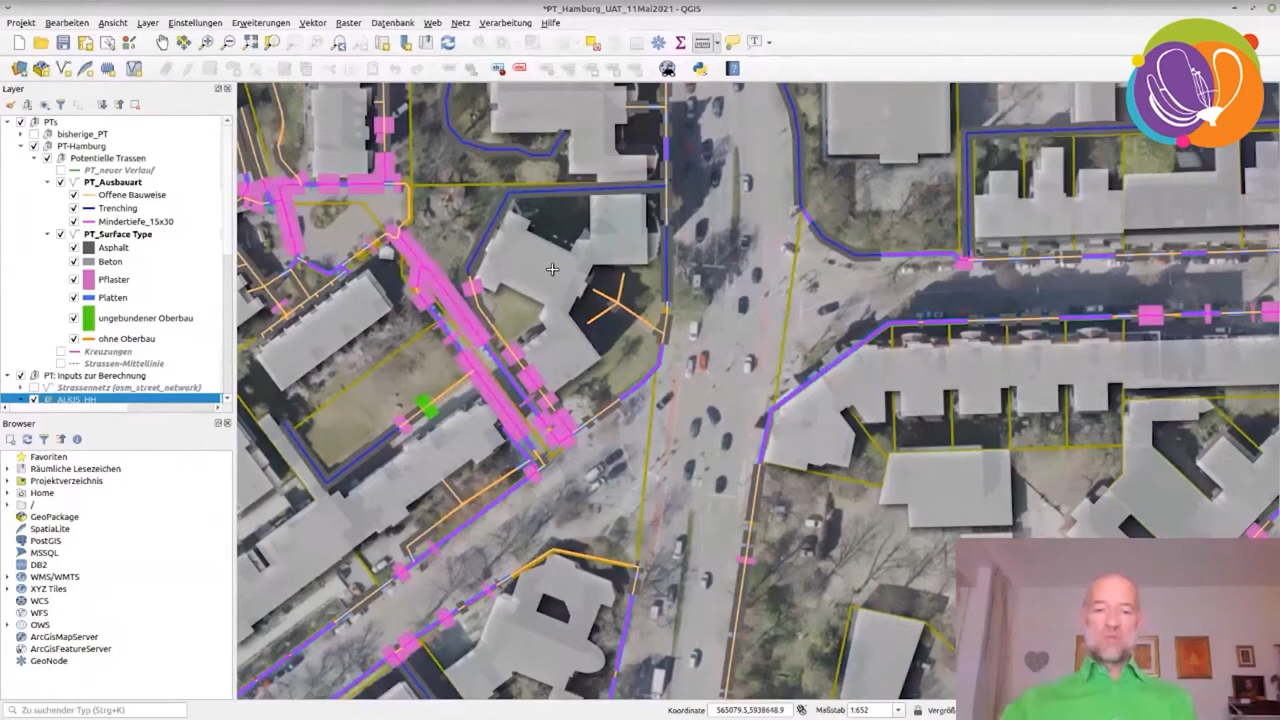 *PT_Hamburg_UAT_11Mai2021 - QGIS
Projekt Bearbeiten Ansicht Layer Einstellungen Erweiterungen Vektor Raster Datenbank Web Netz Verarbeitung Hilfe
Layer
PTs
bisherige_PT
PT-Hamburg
Potentielle Trassen
PT_neuer Verlauf
PT_Ausbauart
Offene Bauweise
Trenching
Mindertiefe_15x30
PT_Surface Type
Asphalt
Beton
Pflaster
Platten
ungebundener Oberbau
ohne Oberbau
Kreuzungen
Strassen-Mittellinie
PT: Inputs zur Berechnung
Strassennetz (osm_street_network)
ALKIS_HH
Browser
Favoriten
Räumliche Lesezeichen
Projektverzeichnis
Home
/
GeoPackage
SpatiaLite
PostGIS
MSSQL
DB2
WMS/WMTS
XYZ Tiles
WCS
WFS
OWS
ArcGisMapServer
ArcGisFeatureServer
GeoNode
Zu suchender Typ (Strg+K)
Koordinate 565079.5,5938648.9 Maßstab 1:652 Vergröß